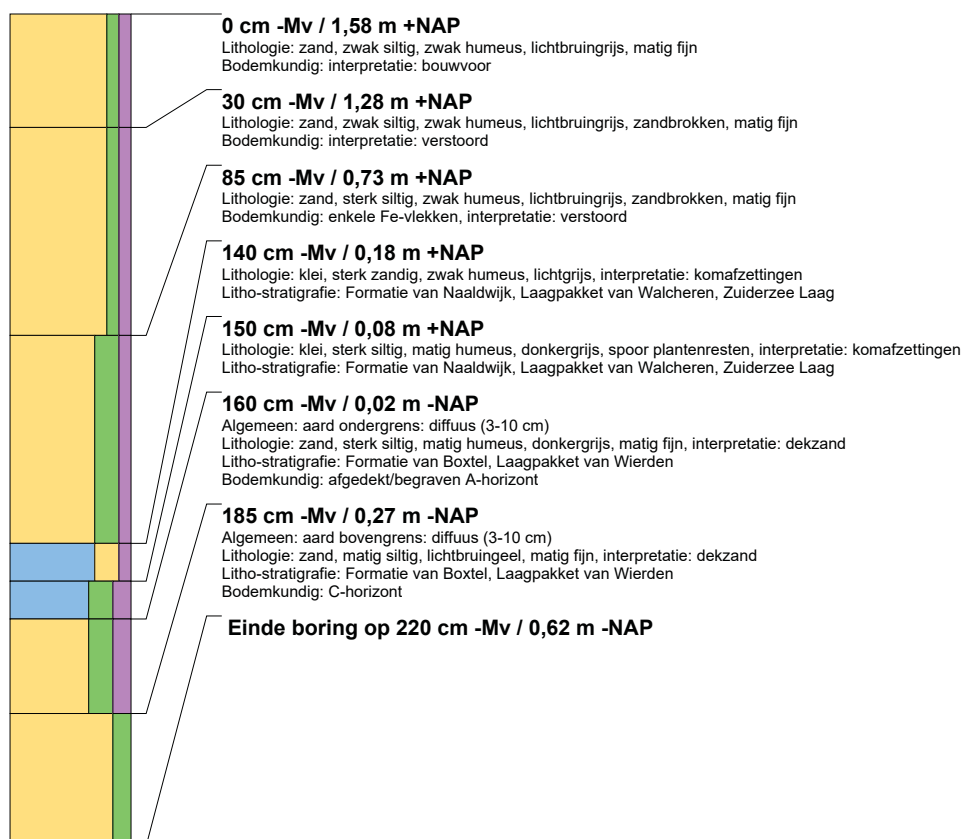 0 cm -Mv / 1,58 m +NAP
Lithologie: zand, zwak siltig, zwak humeus, lichtbruingrijs, matig fijn
Bodemkundig: interpretatie: bouwvoor
30 cm -Mv / 1,28 m +NAP
Lithologie: zand, zwak siltig, zwak humeus, lichtbruingrijs, zandbrokken, matig fijn
Bodemkundig: interpretatie: verstoord
85 cm -Mv / 0,73 m +NAP
Lithologie: zand, sterk siltig, zwak humeus, lichtbruingrijs, zandbrokken, matig fijn
Bodemkundig: enkele Fe-vlekken, interpretatie: verstoord
140 cm -Mv / 0,18 m +NAP
Lithologie: klei, sterk zandig, zwak humeus, lichtgrijs, interpretatie: komafzettingen
Litho-stratigrafie: Formatie van Naaldwijk, Laagpakket van Walcheren, Zuiderzee Laag
150 cm -Mv / 0,08 m +NAP
Lithologie: klei, sterk siltig, matig humeus, donkergrijs, spoor plantenresten, interpretatie: komafzettingen
Litho-stratigrafie: Formatie van Naaldwijk, Laagpakket van Walcheren, Zuiderzee Laag
160 cm -Mv / 0,02 m -NAP
Algemeen: aard ondergrens: diffuus (3-10 cm)
Lithologie: zand, sterk siltig, matig humeus, donkergrijs, matig fijn, interpretatie: dekzand
Litho-stratigrafie: Formatie van Boxtel, Laagpakket van Wierden
Bodemkundig: afgedekt/begraven A-horizont
185 cm -Mv / 0,27 m -NAP
Algemeen: aard bovengrens: diffuus (3-10 cm)
Lithologie: zand, matig siltig, lichtbruingeel, matig fijn, interpretatie: dekzand
Litho-stratigrafie: Formatie van Boxtel, Laagpakket van Wierden
Bodemkundig: C-horizont
Einde boring op 220 cm -Mv / 0,62 m -NAP